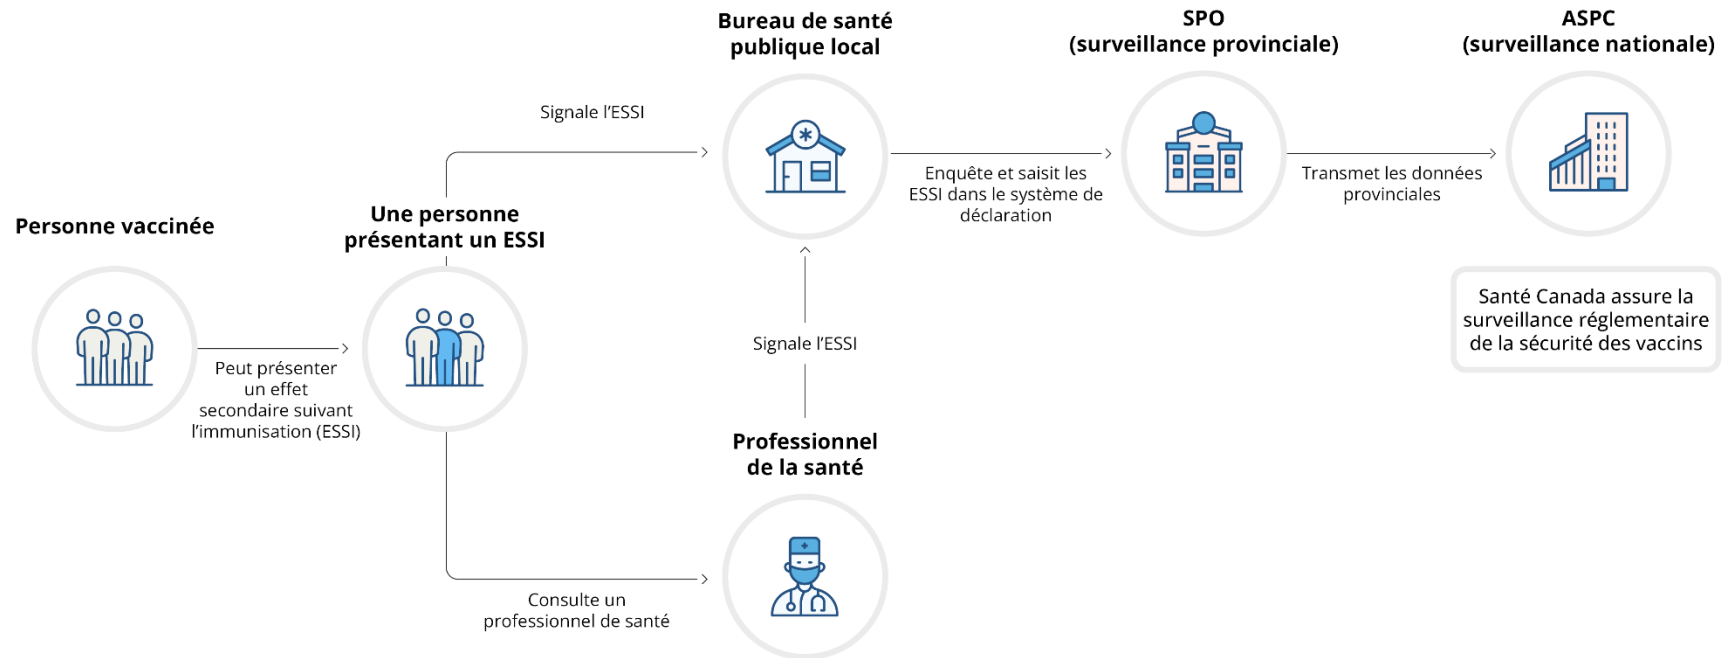 Personne vaccinée
Peut présenter
un effet
secondaire suivant
l’immunisation (ESSI)
Une personne
présentant un ESSI
Signale l’ESSI
Consulte un
professionnel de santé
Bureau de santé
publique local
Signale l’ESSI
Professionnel
de la santé
Enquête et saisit les
ESSI dans le système de
déclaration
SPO
(surveillance provinciale)
Transmet les données
provinciales
ASPC
(surveillance nationale)
Santé Canada assure la
surveillance réglementaire
de la sécurité des vaccins